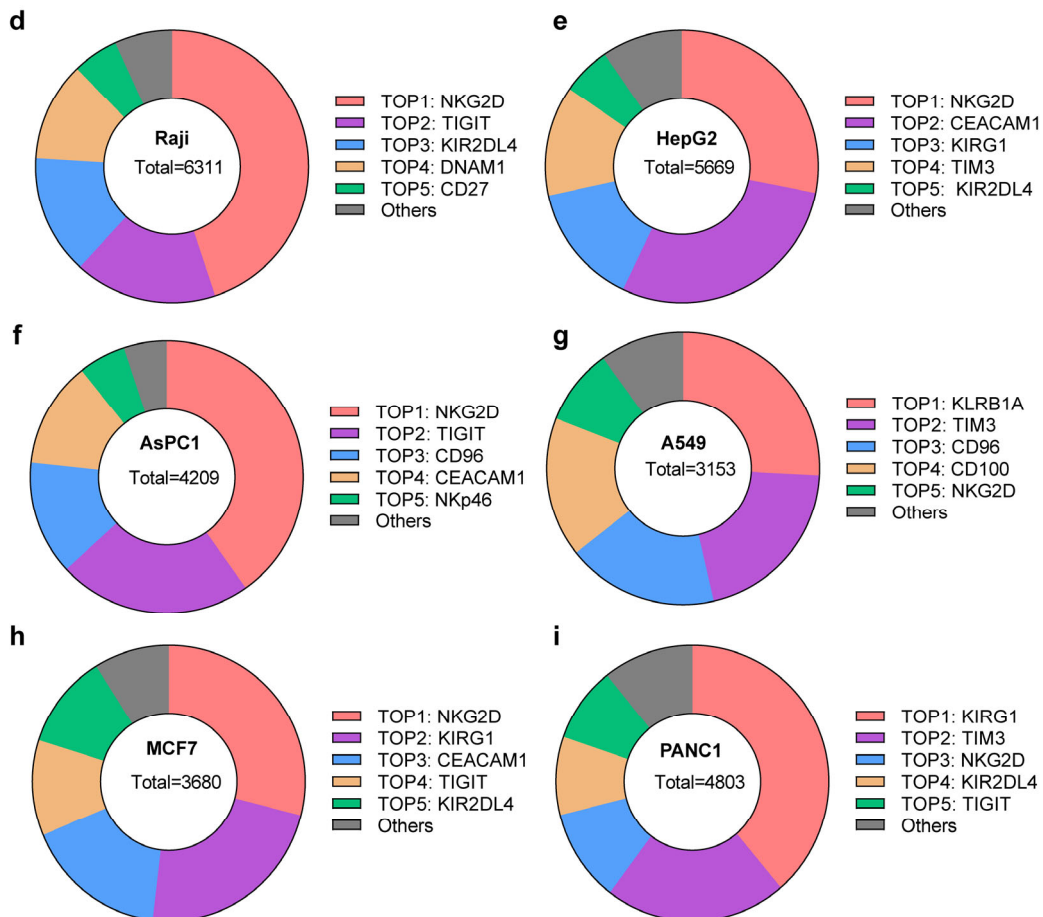 d
Raji
Total=6311
TOP1: NKG2D
TOP2: TIGIT
TOP3: KIR2DL4
TOP4: DNAM1
TOP5: CD27
Others
e
HepG2
Total=5669
TOP1: NKG2D
TOP2: CEACAM1
TOP3: KIRG1
TOP4: TIM3
TOP5: KIR2DL4
Others
f
AsPC1
Total=4209
TOP1: NKG2D
TOP2: TIGIT
TOP3: CD96
TOP4: CEACAM1
TOP5: NKp46
Others
g
A549
Total=3153
TOP1: KLRB1A
TOP2: TIM3
TOP3: CD96
TOP4: CD100
TOP5: NKG2D
Others
h
MCF7
Total=3680
TOP1: NKG2D
TOP2: KIRG1
TOP3: CEACAM1
TOP4: TIGIT
TOP5: KIR2DL4
Others
i
PANC1
Total=4803
TOP1: KIRG1
TOP2: TIM3
TOP3: NKG2D
TOP4: KIR2DL4
TOP5: TIGIT
Others